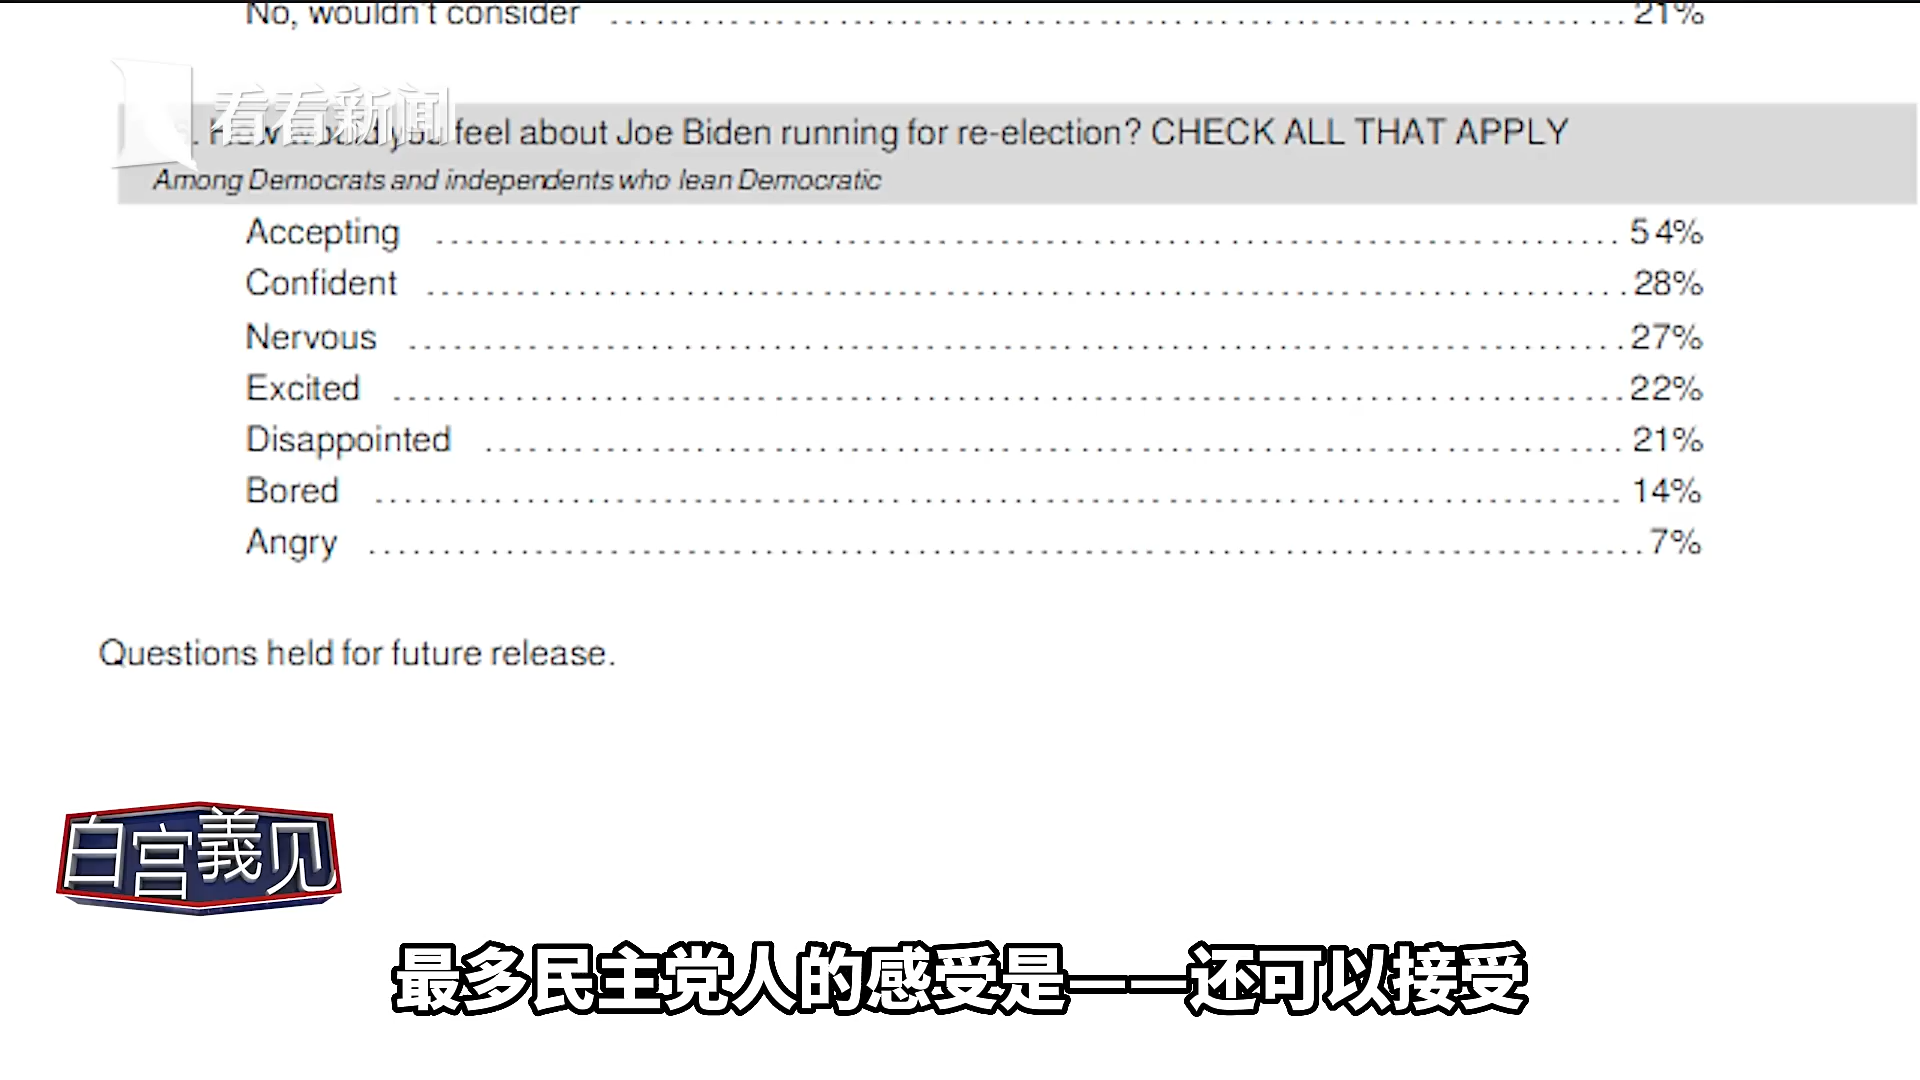 No, wouldn't consider ........ 21%
看看新闻
. How would you feel about Joe Biden running for re-election? CHECK ALL THAT APPLY
Among Democrats and independents who lean Democratic
Accepting ........ 54%
Confident ........ 28%
Nervous ........ 27%
Excited ........ 22%
Disappointed ........ 21%
Bored ........ 14%
Angry ........ 7%
Questions held for future release.
白宫義见
最多民主党人的感受是——还可以接受